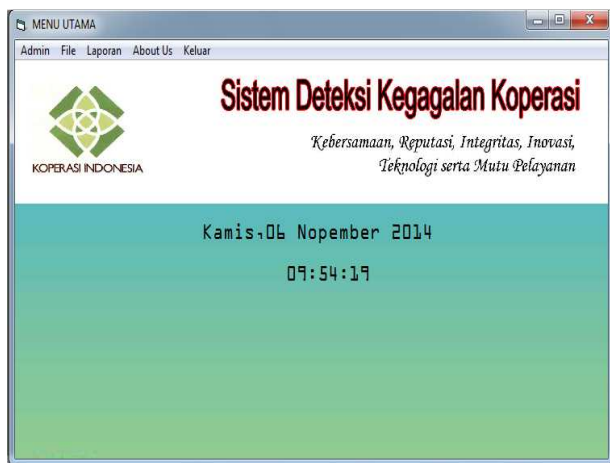 MENU UTAMA
Admin File Laporan About Us Keluar
Sistem Deteksi Kegagalan Koperasi
Kebersamaan, Reputasi, Integritas, Inovasi,
Teknologi serta Mutu Pelayanan
KOPERASI INDONESIA
Kamis,06 Nopember 2014
09:54:19